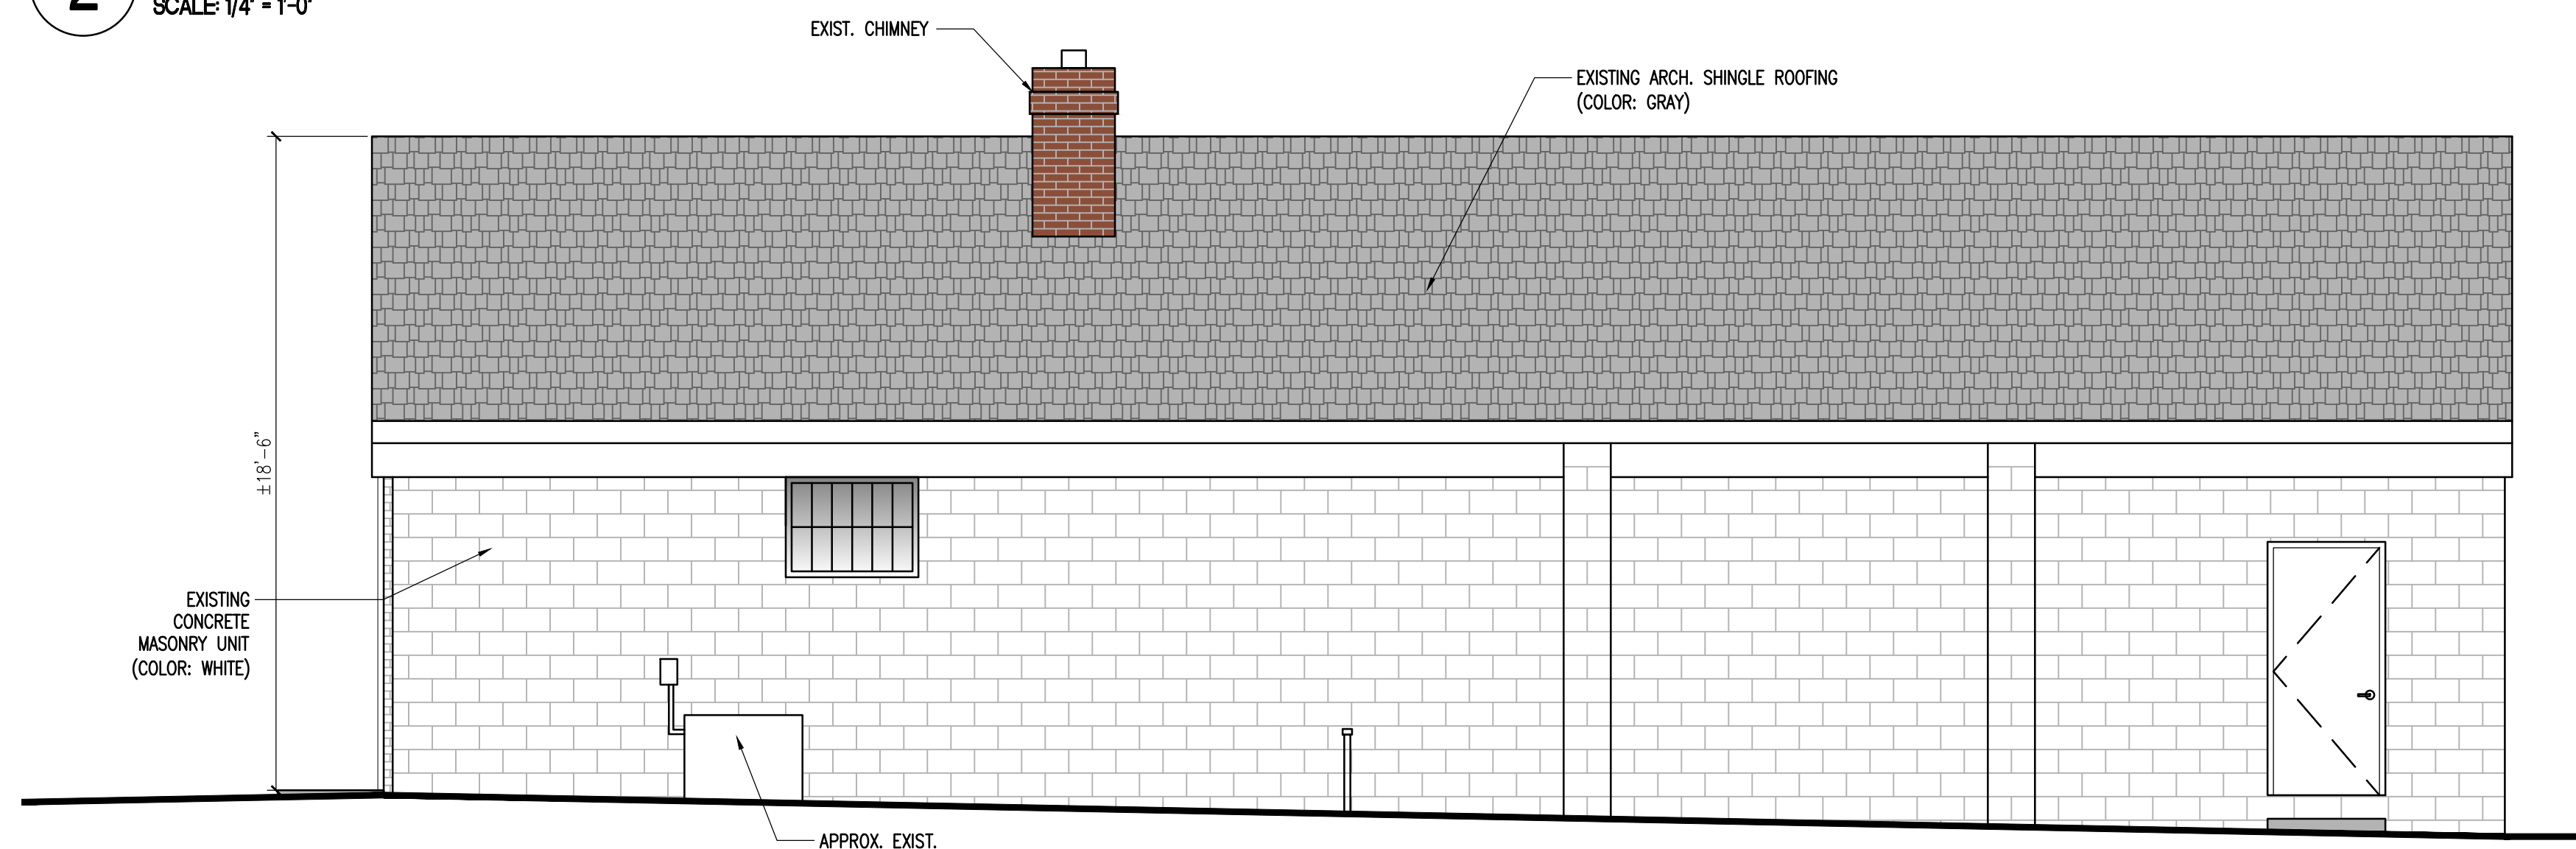 2
SCALE: 1/4" = 1'-0"
EXIST. CHIMNEY
EXISTING ARCH. SHINGLE ROOFING
(COLOR: GRAY)
±18'-6"
EXISTING
CONCRETE
MASONRY UNIT
(COLOR: WHITE)
APPROX. EXIST.